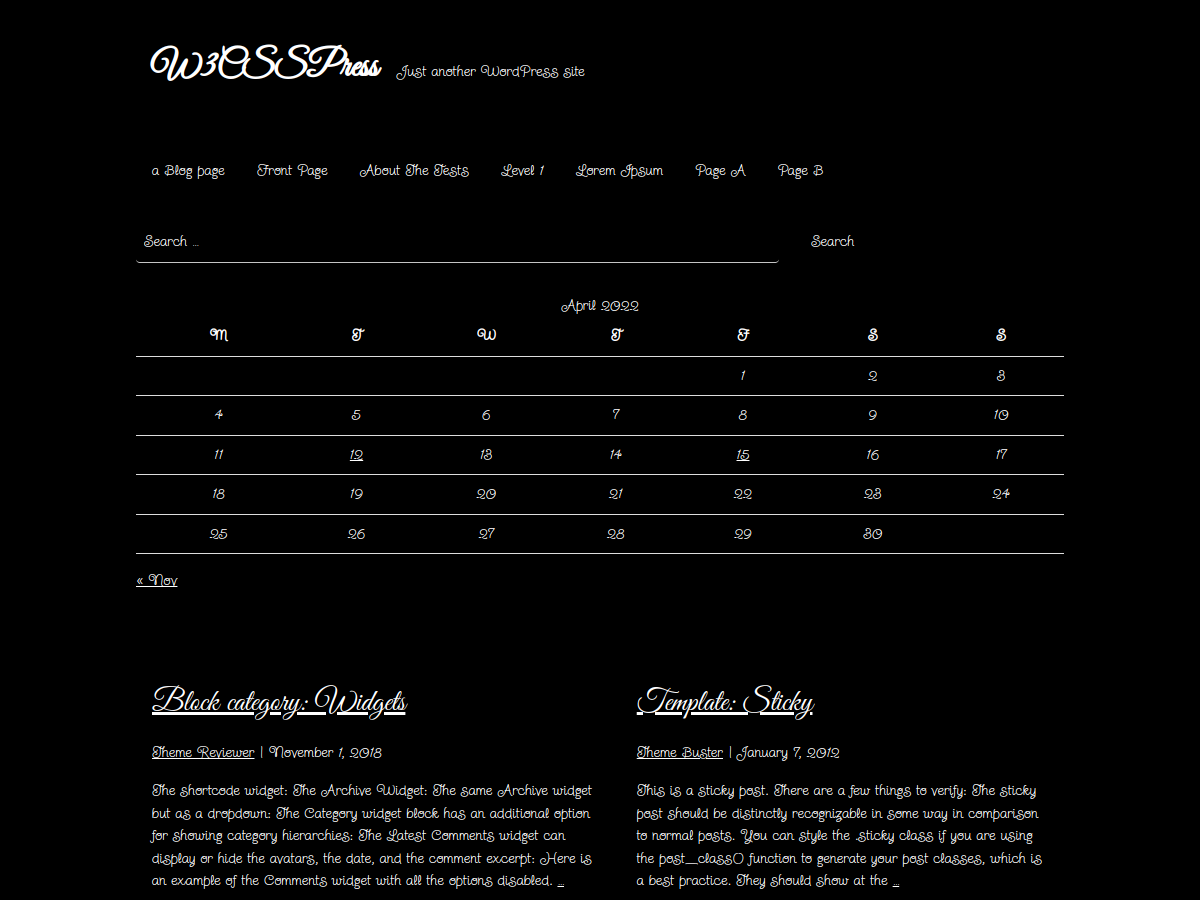 W3CSSPress Just another WordPress site
a Blog page Front Page About The Tests Level 1 Lorem Ipsum Page A Page B
Search … Search
April 2022
M T W T F S S
1 2 3
4 5 6 7 8 9 10
11 12 13 14 15 16 17
18 19 20 21 22 23 24
25 26 27 28 29 30
« Nov
Block category: Widgets
Theme Reviewer | November 1, 2018
The shortcode widget: The Archive Widget: The same Archive widget
but as a dropdown: The Category widget block has an additional option
for showing category hierarchies: The Latest Comments widget can
display or hide the avatars, the date, and the comment excerpt: Here is
an example of the Comments widget with all the options disabled. …
Template: Sticky
Theme Buster | January 7, 2012
This is a sticky post. There are a few things to verify: The sticky
post should be distinctly recognizable in some way in comparison
to normal posts. You can style the .sticky class if you are using
the post_class() function to generate your post classes, which is
a best practice. They should show at the …